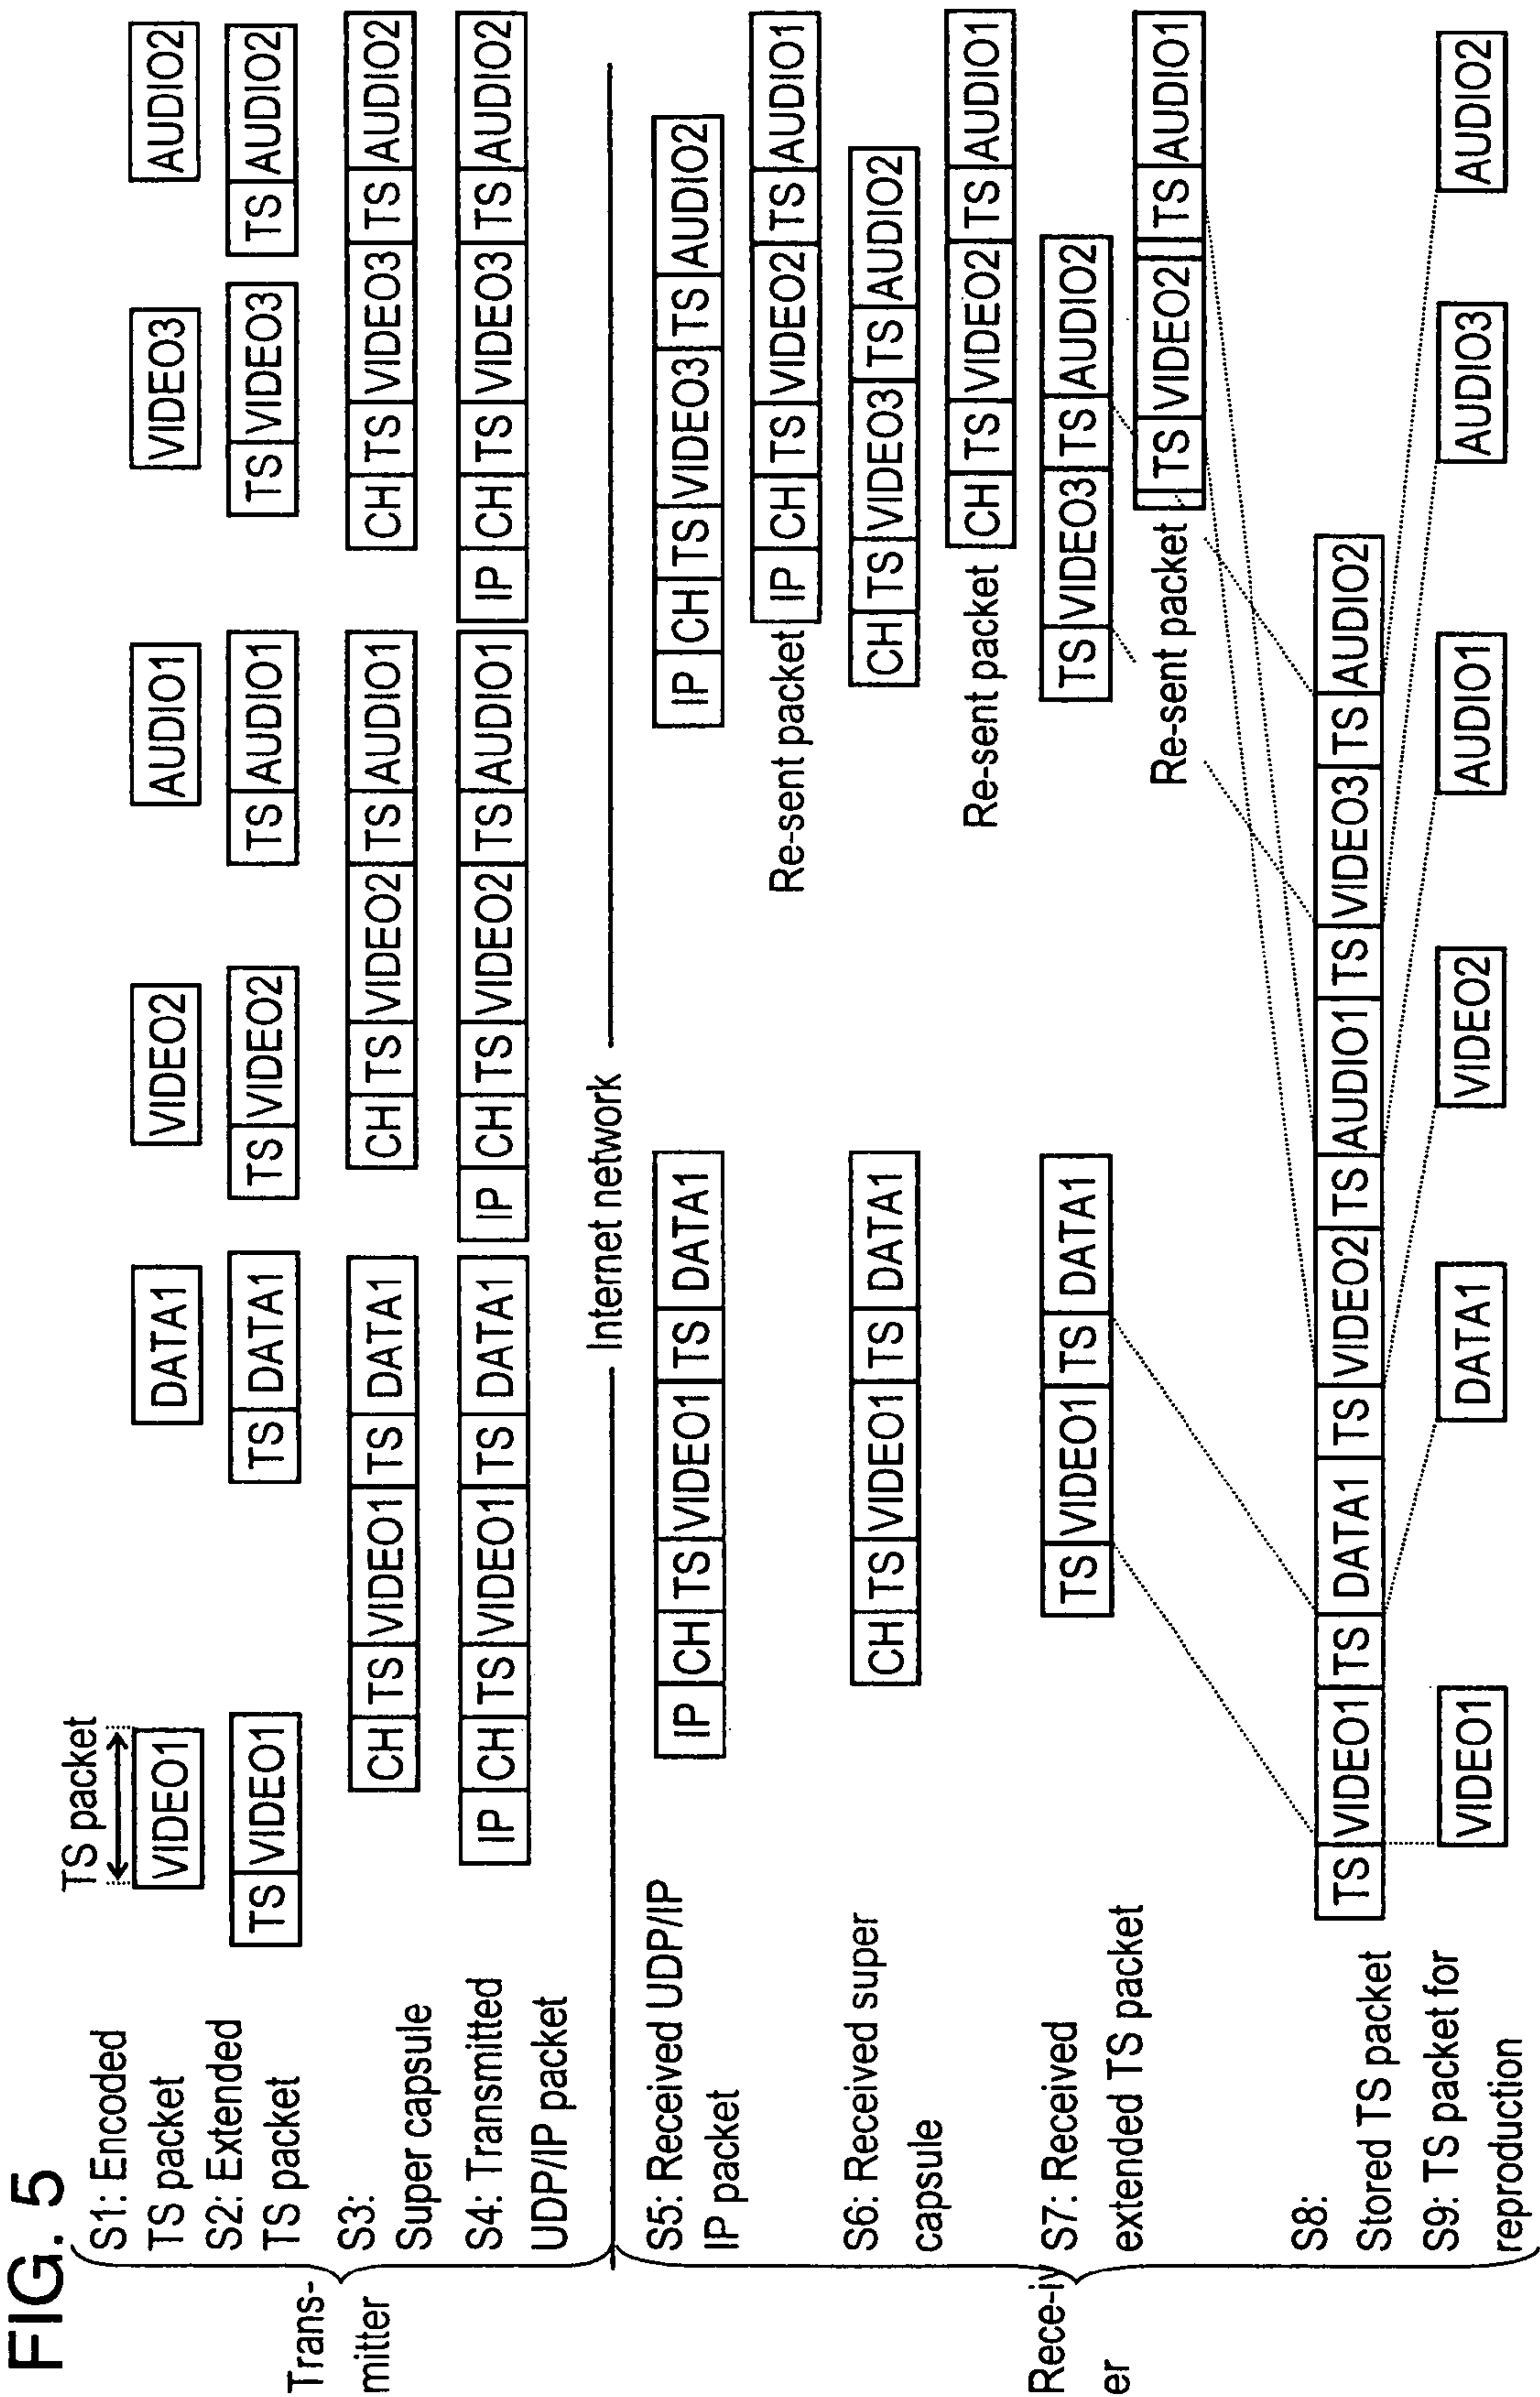 FIG. 5
Trans-
mitter
TS packet
S1: Encoded
TS packet
VIDEO1 DATA1 VIDEO2 AUDIO1 VIDEO3 AUDIO2
S2: Extended
TS packet
TS VIDEO1 TS DATA1 TS VIDEO2 TS AUDIO1 TS VIDEO3 TS AUDIO2
S3:
Super capsule
CH TS VIDEO1 TS DATA1 CH TS VIDEO2 TS AUDIO1 CH TS VIDEO3 TS AUDIO2
S4: Transmitted
UDP/IP packet
IP CH TS VIDEO1 TS DATA1 IP CH TS VIDEO2 TS AUDIO1 IP CH TS VIDEO3 TS AUDIO2
Internet network
Rece-iv
er
S5: Received UDP/IP
IP packet
IP CH TS VIDEO1 TS DATA1 IP CH TS VIDEO3 TS AUDIO2
Re-sent packet IP CH TS VIDEO2 TS AUDIO1
S6: Received super
capsule
CH TS VIDEO1 TS DATA1 CH TS VIDEO3 TS AUDIO2
Re-sent packet CH TS VIDEO2 TS AUDIO1
S7: Received
extended TS packet
TS VIDEO1 TS DATA1 TS VIDEO3 TS AUDIO2
Re-sent packet TS VIDEO2 TS AUDIO1
S8:
Stored TS packet
TS VIDEO1 TS DATA1 TS VIDEO2 TS AUDIO1 TS VIDEO3 TS AUDIO2
S9: TS packet for
reproduction
VIDEO1 DATA1 VIDEO2 AUDIO1 AUDIO3 AUDIO2